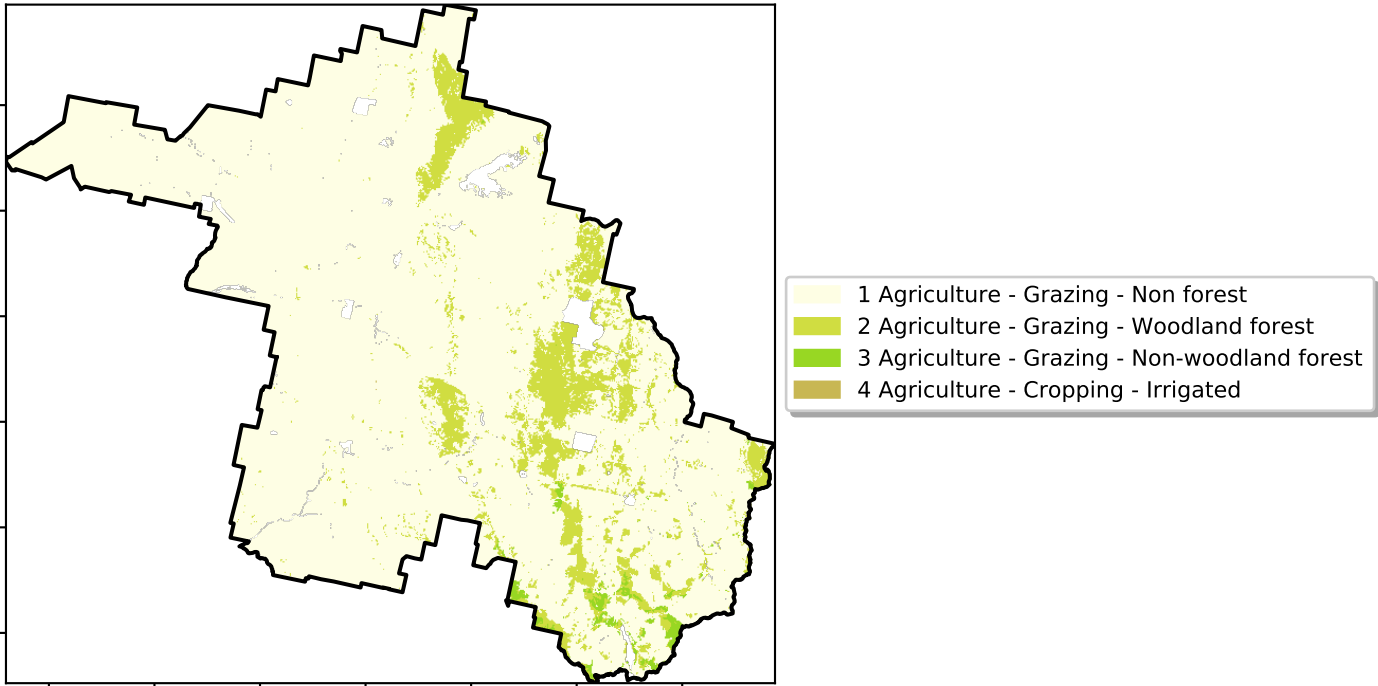 1 Agriculture - Grazing - Non forest
2 Agriculture - Grazing - Woodland forest
3 Agriculture - Grazing - Non-woodland forest
4 Agriculture - Cropping - Irrigated